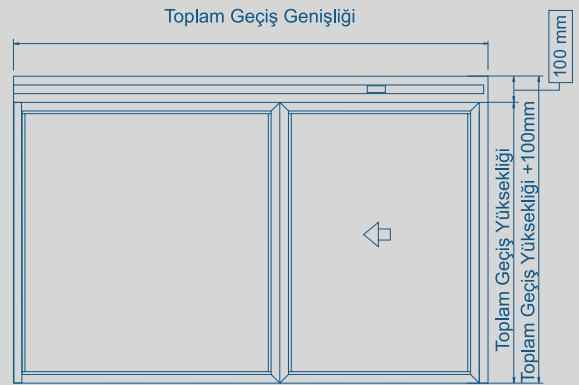 Toplam Geçiş Genişliği
100 mm
Toplam Geçiş Yüksekliği
Toplam Geçiş Yüksekliği +100mm